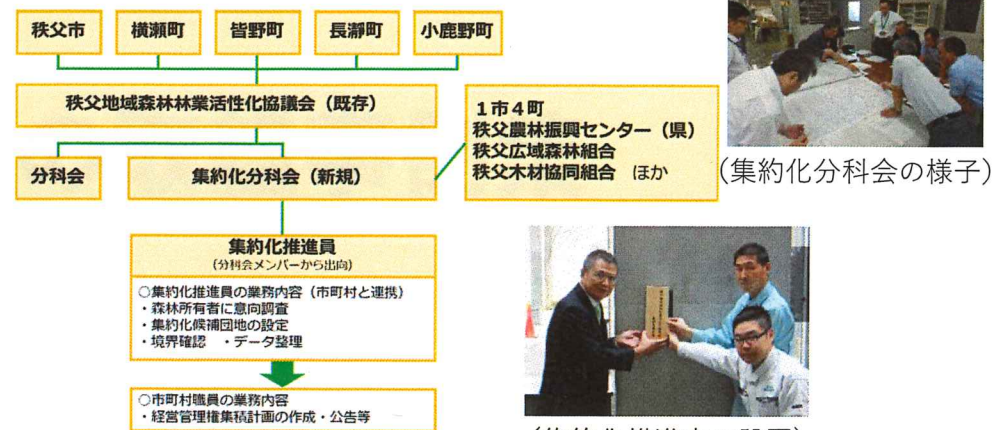 秩父市 横瀬町 皆野町 長瀞町 小鹿野町
秩父地域森林林業活性化協議会（既存）
1市4町
秩父農林振興センター（県）
秩父広域森林組合
秩父木材協同組合 ほか
（集約化分科会の様子）
分科会 集約化分科会（新規）
集約化推進員
（分科会メンバーから出向）
○集約化推進員の業務内容（市町村と連携）
・森林所有者に意向調査
・集約化候補団地の設定
・境界確認 ・データ整理
○市町村職員の業務内容
・経営管理権集積計画の作成・公告等